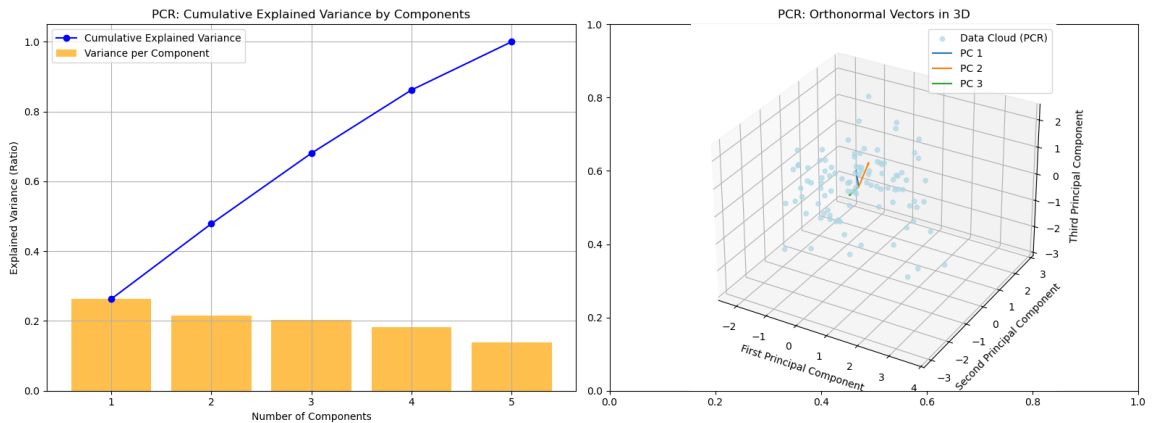 PCR: Cumulative Explained Variance by Components
Cumulative Explained Variance
Variance per Component
Explained Variance (Ratio)
1.0
0.8
0.6
0.4
0.2
0.0
1 2 3 4 5
Number of Components
PCR: Orthonormal Vectors in 3D
Data Cloud (PCR)
PC 1
PC 2
PC 3
1.0
0.8
0.6
0.4
0.2
0.0
0.0 0.2 0.4 0.6 0.8 1.0
−2 −1 0 1 2 3 4
First Principal Component
−3 −2 −1 0 1 2 3
Second Principal Component
2
1
0
−1
−2
−3
Third Principal Component